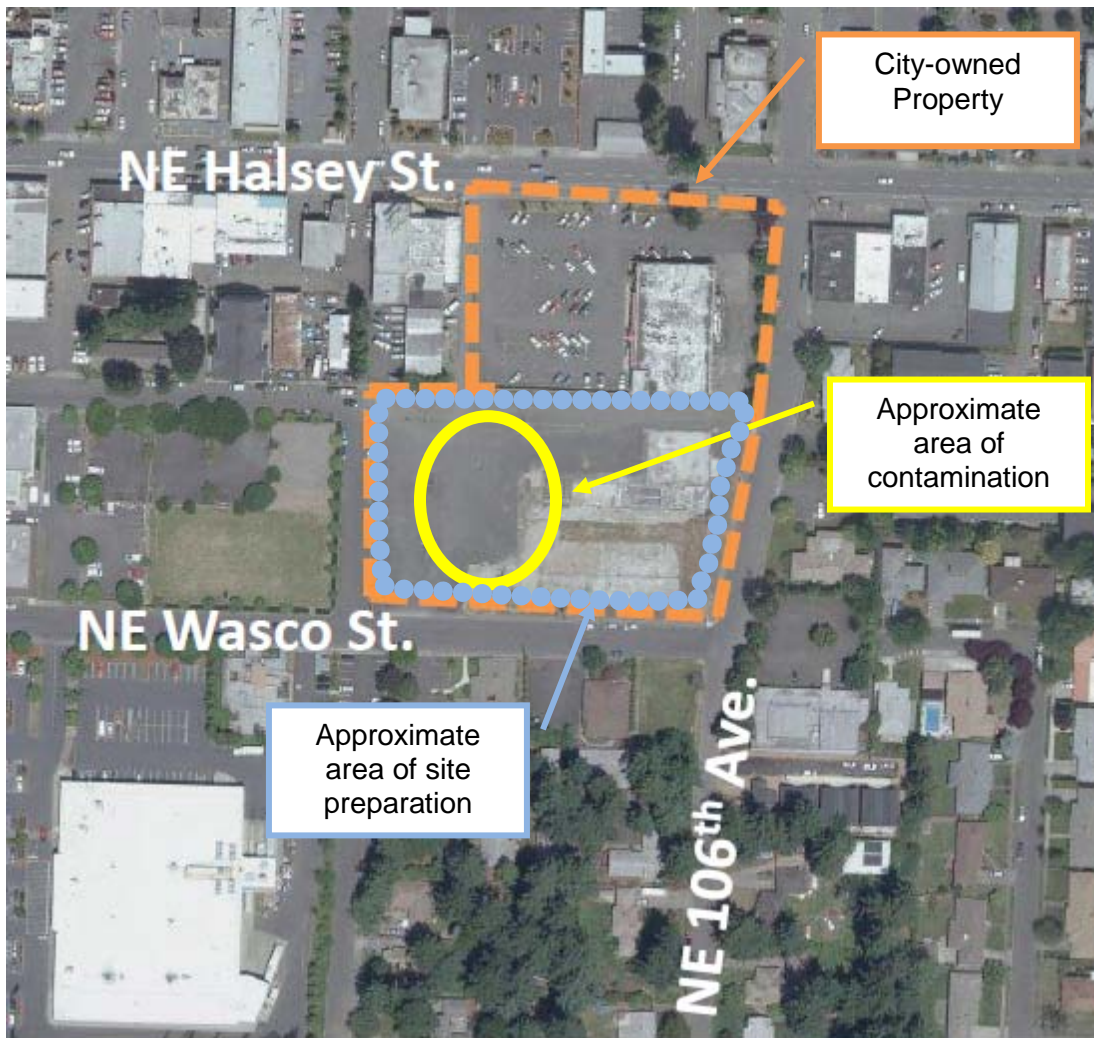 City-owned
Property
NE Halsey St.
Approximate
area of
contamination
NE Wasco St.
Approximate
area of site
preparation
NE 106th Ave.